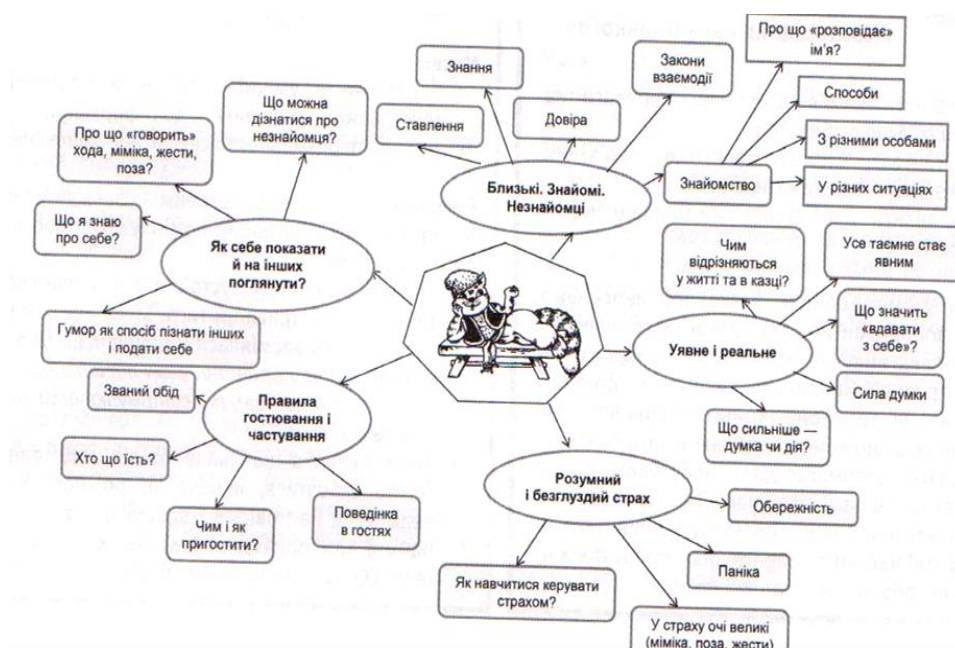 Про що «розповідає»
ім'я?
Способи
З різними особами
У різних ситуаціях
Знайомство
Закони
взаємодії
Довіра
Знання
Ставлення
Близькі. Знайомі.
Незнайомці
Що можна
дізнатися про
незнайомця?
Про що «говорить»
хода, міміка, жести,
поза?
Що я знаю
про себе?
Як себе показати
й на інших
поглянути?
Гумор як спосіб пізнати інших
і подати себе
Званий обід
Правила
гостювання і
частування
Хто що їсть?
Чим і як
пригостити?
Поведінка
в гостях
Чим
відрізняються
у житті та в казці?
Усе таємне стає
явним
Що значить
«вдавати
з себе»?
Уявне і реальне
Сила думки
Що сильніше —
думка чи дія?
Розумний
і безглуздий страх
Обережність
Паніка
Як навчитися керувати
страхом?
У страху очі великі
(міміка, поза, жести)